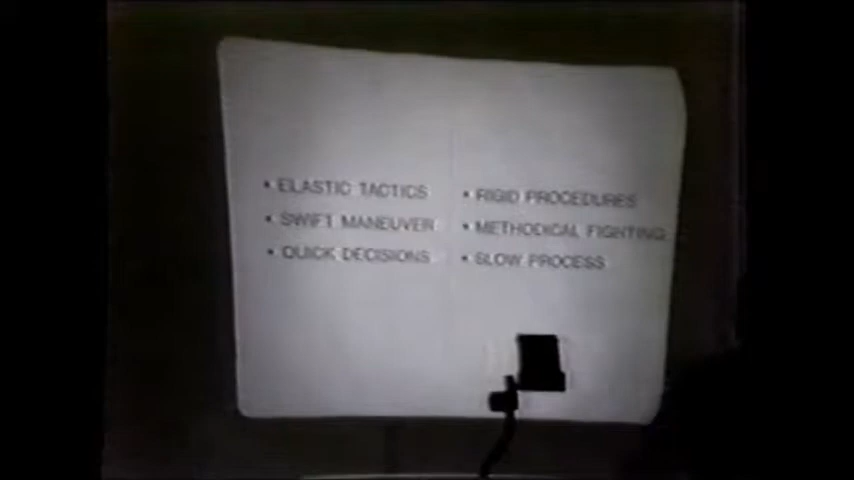 • ELASTIC TACTICS
• SWIFT MANEUVER
• QUICK DECISIONS
• RIGID PROCEDURES
• METHODICAL FIGHTING
• SLOW PROCESS